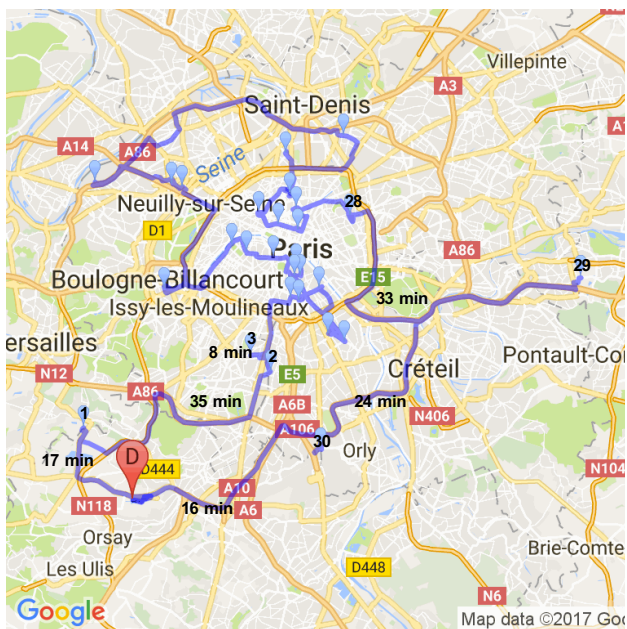 Villepinte
A3
Saint-Denis
A14
A86
Seine
Neuilly-sur-Seine
28
D1
Paris
A86
29
Boulogne-Billancourt
E15
33 min
Issy-les-Moulineaux
ersailles
3
8 min
2
Pontault-Co
N12
E5
Créteil
A86
35 min
A6B
24 min
N406
1
A106
30
17 min
D
D444
Orly
N104
A10
N118
16 min
A6
Orsay
Brie-Comte
Les Ulis
D448
N6
Google
Map data ©2017 Goo